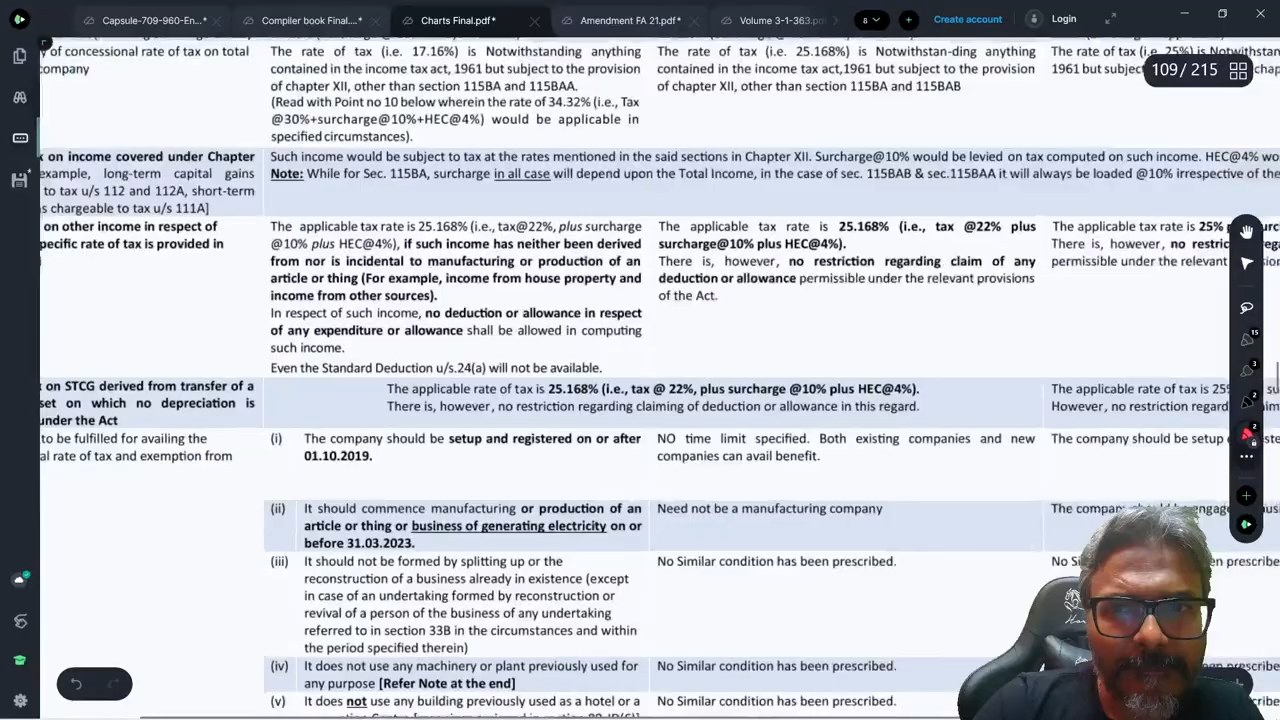 Capsule-709-960-En...*
Compiler book Final....*
Charts Final.pdf*
Amendment FA 21.pdf*
Volume 3-1-363.pd
8
Create account
Login
109 / 215
y of concessional rate of tax on total
company
The rate of tax (i.e. 17.16%) is Notwithstanding anything
contained in the income tax act, 1961 but subject to the provision
of chapter XII, other than section 115BA and 115BAA.
(Read with Point no 10 below wherein the rate of 34.32% (i.e., Tax
@30%+surcharge@10%+HEC@4%) would be applicable in
specified circumstances).
The rate of tax (i.e. 25.168%) is Notwithstan-ding anything
contained in the income tax act,1961 but subject to the provision
of chapter XII, other than section 115BA and 115BAB
The rate of tax (i.e. 25%) is Notwithstan
1961 but subjec
x on income covered under Chapter
example, long-term capital gains
to tax u/s 112 and 112A, short-term
s chargeable to tax u/s 111A]
Such income would be subject to tax at the rates mentioned in the said sections in Chapter XII. Surcharge@10% would be levied on tax computed on such income. HEC@4% wo
Note: While for Sec. 115BA, surcharge in all case will depend upon the Total Income, in the case of sec. 115BAB & sec.115BAA it will always be loaded @10% irrespective of the
on other income in respect of
pecific rate of tax is provided in
The applicable tax rate is 25.168% (i.e., tax@22%, plus surcharge
@10% plus HEC@4%), if such income has neither been derived
from nor is incidental to manufacturing or production of an
article or thing (For example, income from house property and
income from other sources).
In respect of such income, no deduction or allowance in respect
of any expenditure or allowance shall be allowed in computing
such income.
Even the Standard Deduction u/s.24(a) will not be available.
The applicable tax rate is 25.168% (i.e., tax @22% plus
surcharge@10% plus HEC@4%).
There is, however, no restriction regarding claim of any
deduction or allowance permissible under the relevant provisions
of the Act.
The applicable tax rate is 25%
There is, however, no restric
permissible under the relevant
x on STCG derived from transfer of a
set on which no depreciation is
under the Act
The applicable rate of tax is 25.168% (i.e., tax @ 22%, plus surcharge @10% plus HEC@4%).
There is, however, no restriction regarding claiming of deduction or allowance in this regard.
The applicable rate of tax is 25%
However, no restriction regard
to be fulfilled for availing the
al rate of tax and exemption from
(i) The company should be setup and registered on or after
01.10.2019.
NO time limit specified. Both existing companies and new
companies can avail benefit.
The company should be setup
(ii) It should commence manufacturing or production of an
article or thing or business of generating electricity on or
before 31.03.2023.
Need not be a manufacturing company
(iii) It should not be formed by splitting up or the
reconstruction of a business already in existence (except
in case of an undertaking formed by reconstruction or
revival of a person of the business of any undertaking
referred to in section 33B in the circumstances and within
the period specified therein)
No Similar condition has been prescribed.
(iv) It does not use any machinery or plant previously used for
any purpose [Refer Note at the end]
No Similar condition has been prescribed.
(v) It does not use any building previously used as a hotel or a
No Similar condition has been prescribed.